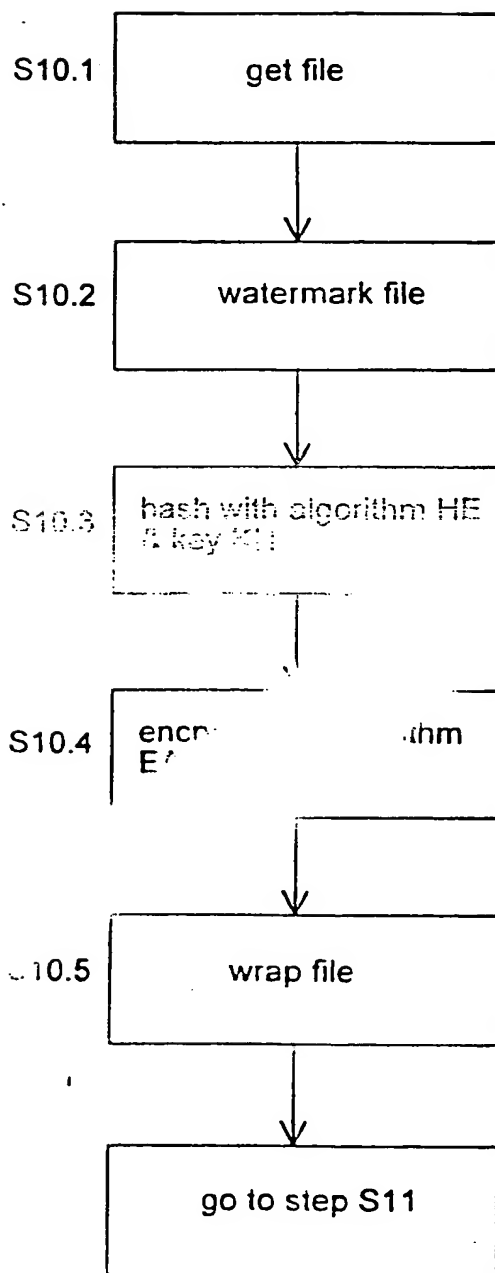 S10.1
get file
S10.2
watermark file
S10.3
hash with algorithm HE
& key KH
S10.4
10.5
wrap file
go to step S11